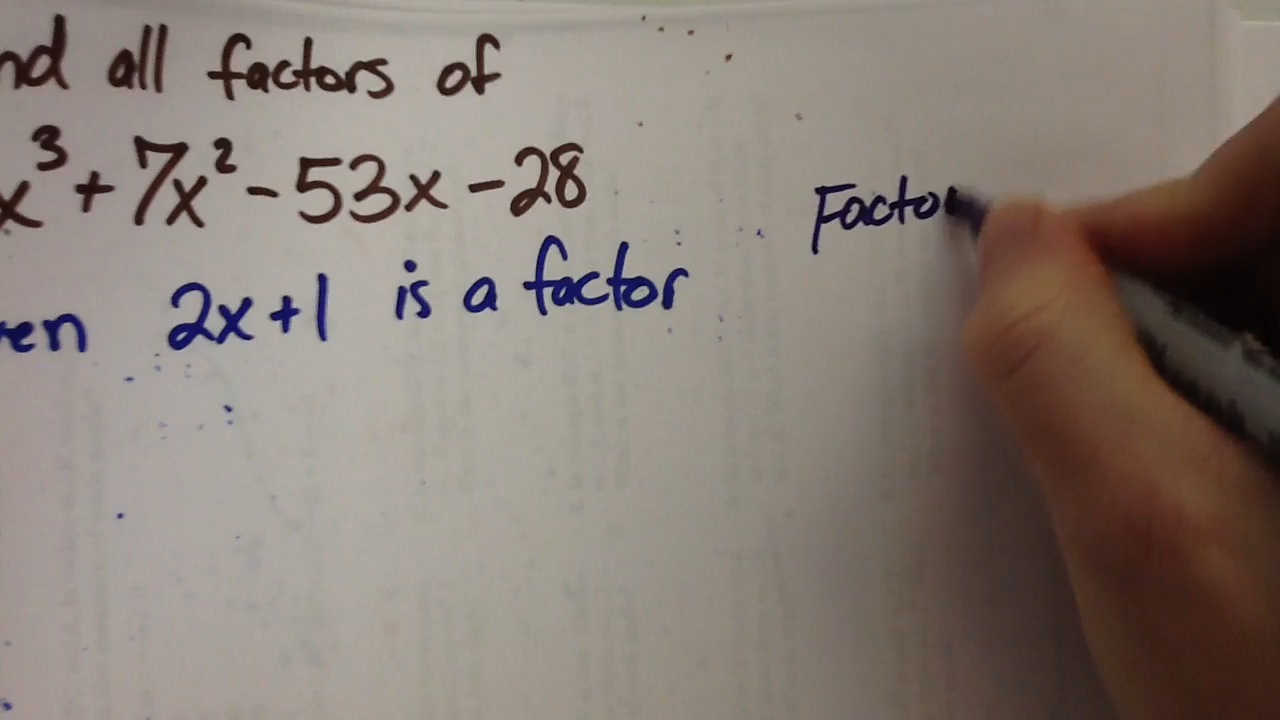 nd all factors of
x³ + 7x² - 53x - 28
en 2x+1 is a factor
Facto